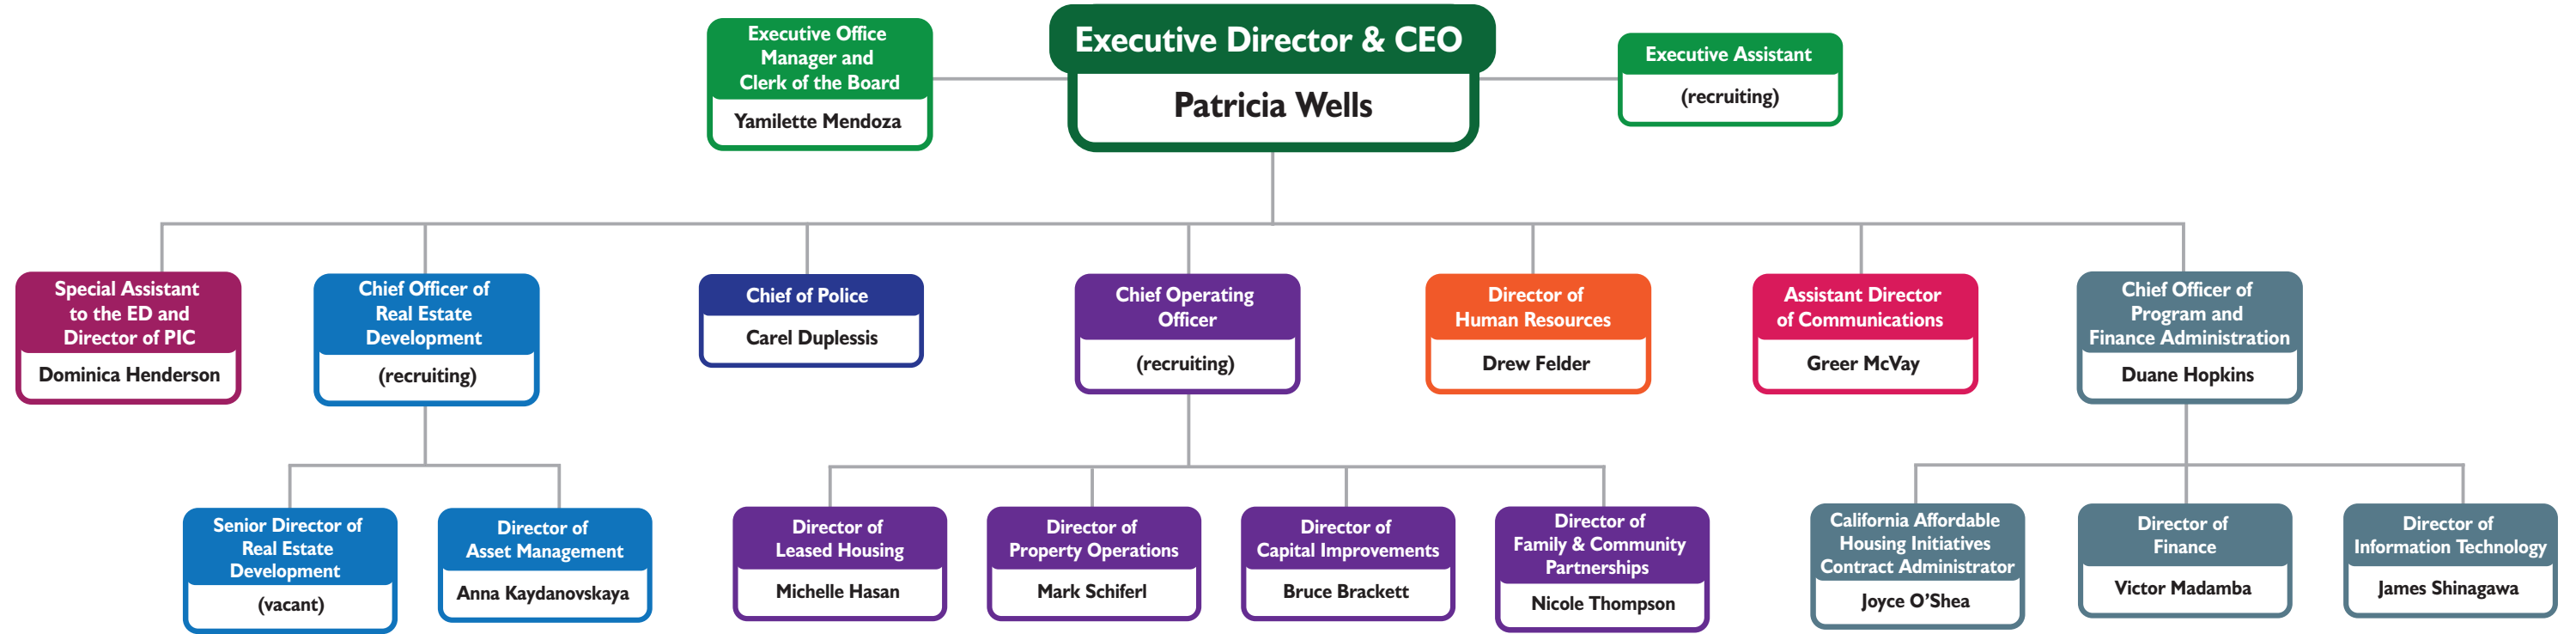 Executive Office
Manager and
Clerk of the Board
Yamilette Mendoza
Executive Director & CEO
Patricia Wells
Executive Assistant
(recruiting)
Special Assistant
to the ED and
Director of PIC
Dominica Henderson
Chief Officer of
Real Estate
Development
(recruiting)
Chief of Police
Carel Duplessis
Chief Operating
Officer
(recruiting)
Director of
Human Resources
Drew Felder
Assistant Director
of Communications
Greer McVay
Chief Officer of
Program and
Finance Administration
Duane Hopkins
Senior Director of
Real Estate
Development
(vacant)
Director of
Asset Management
Anna Kaydanovskaya
Director of
Leased Housing
Michelle Hasan
Director of
Property Operations
Mark Schiferl
Director of
Capital Improvements
Bruce Brackett
Director of
Family & Community
Partnerships
Nicole Thompson
California Affordable
Housing Initiatives
Contract Administrator
Joyce O’Shea
Director of
Finance
Victor Madamba
Director of
Information Technology
James Shinagawa